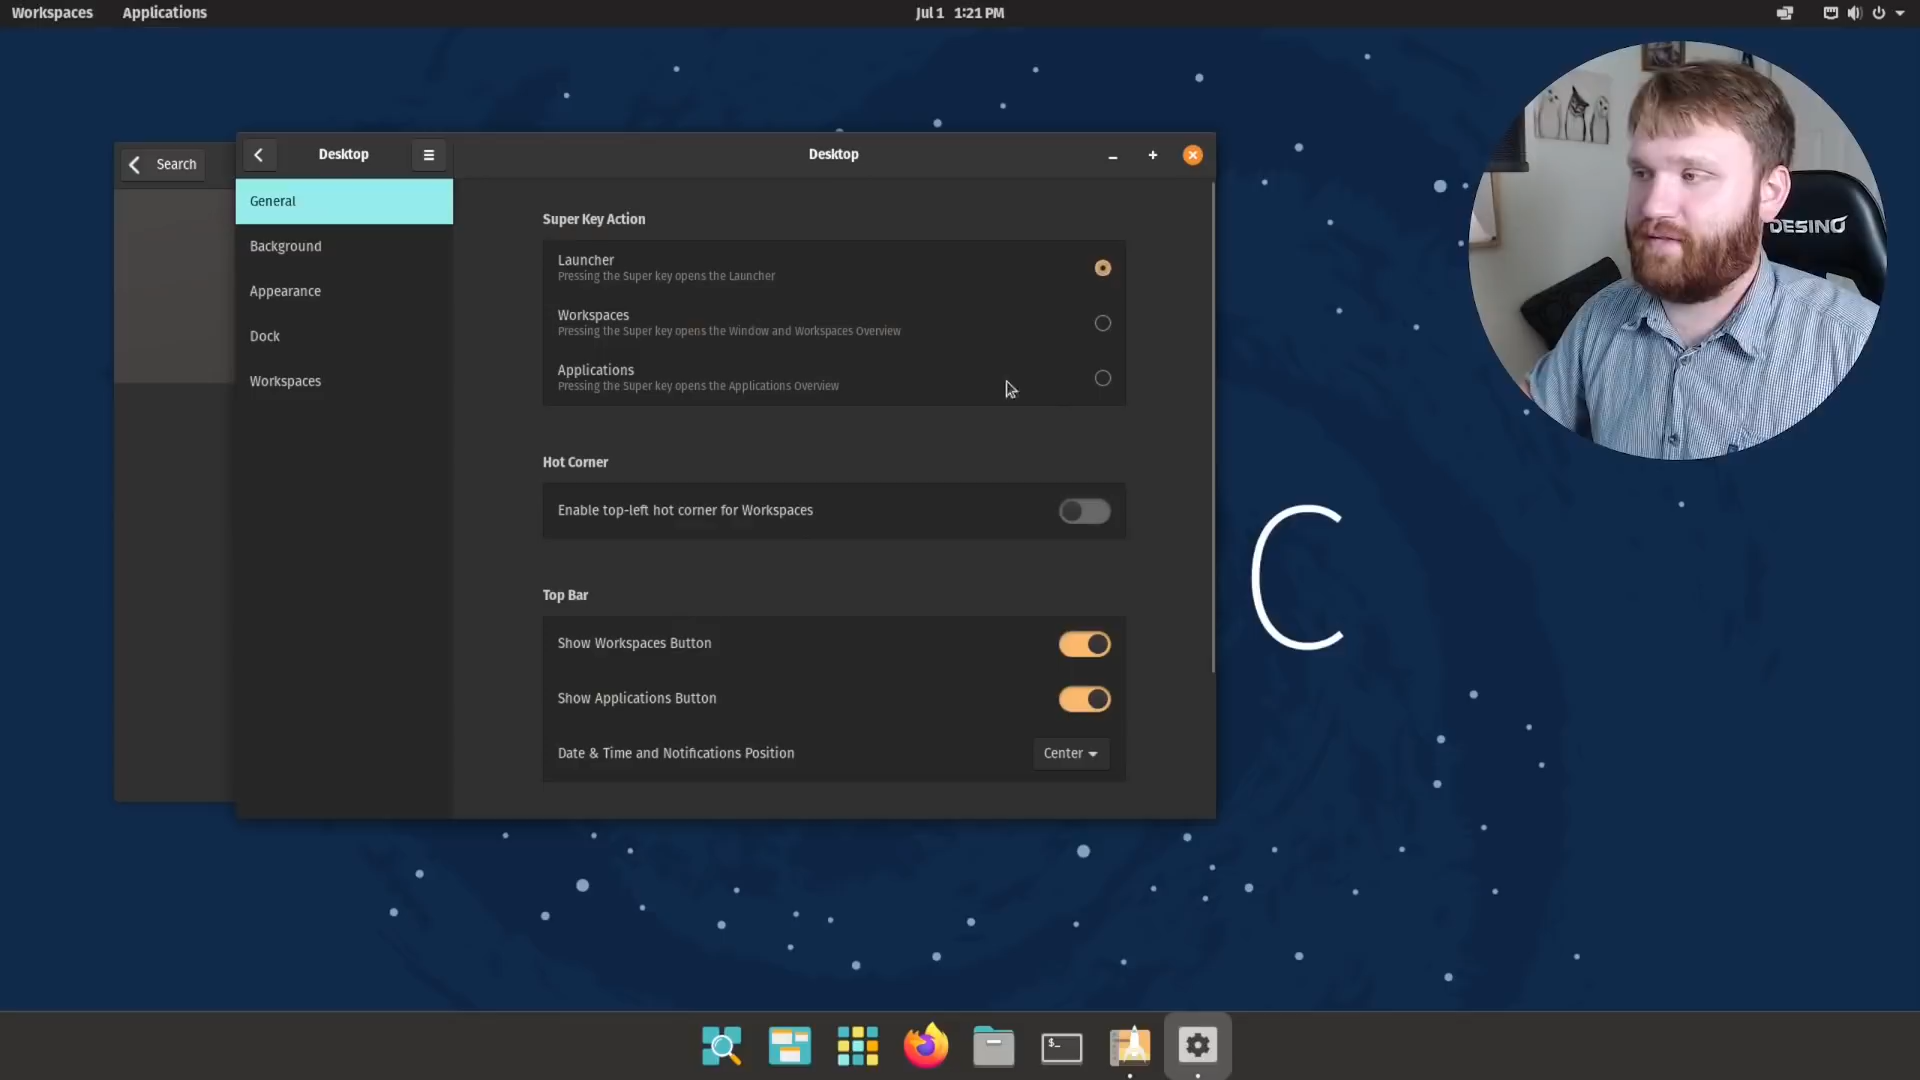 Workspaces Applications Jul 1 1:21 PM
Search
Desktop
Desktop
General
Background
Appearance
Dock
Workspaces
Super Key Action
Launcher
Pressing the Super key opens the Launcher
Workspaces
Pressing the Super key opens the Window and Workspaces Overview
Applications
Pressing the Super key opens the Applications Overview
Hot Corner
Enable top-left hot corner for Workspaces
Top Bar
Show Workspaces Button
Show Applications Button
Date & Time and Notifications Position Center
C
DESINO
$_